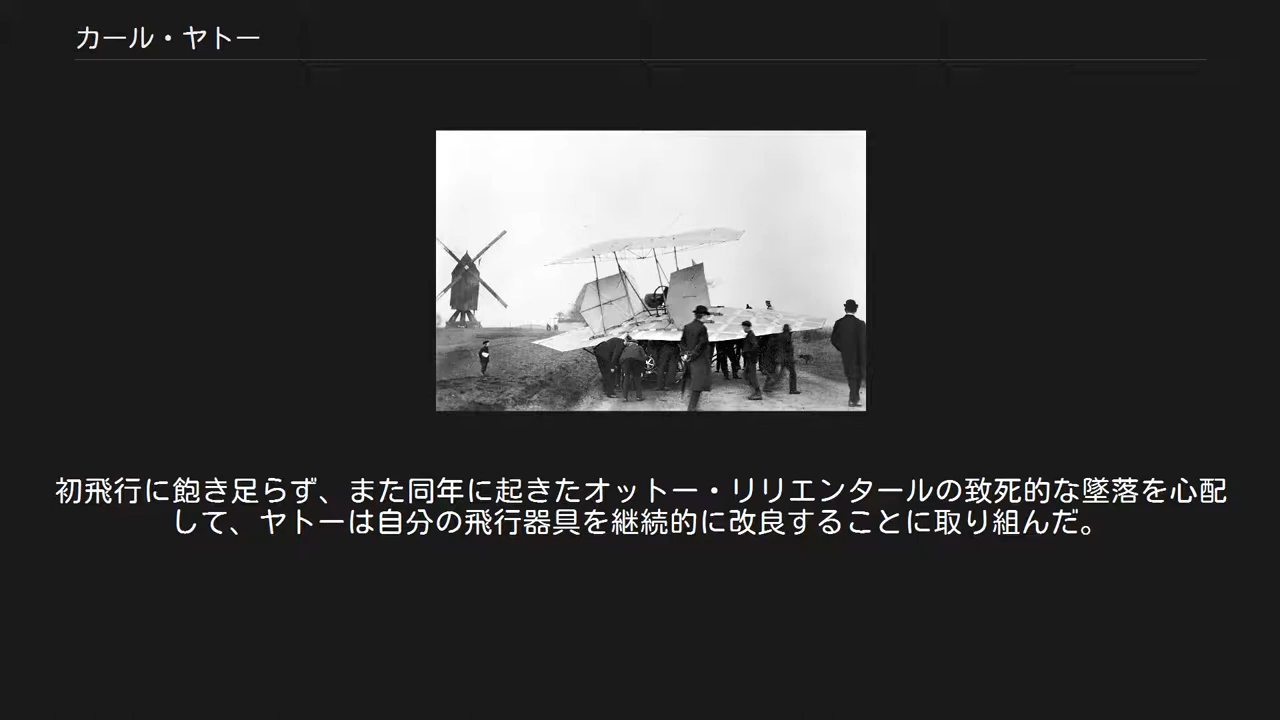 カール・ヤトー
初飛行に飽き足らず、また同年に起きたオットー・リリエンタールの致死的な墜落を心配
して、ヤトーは自分の飛行器具を継続的に改良することに取り組んだ。